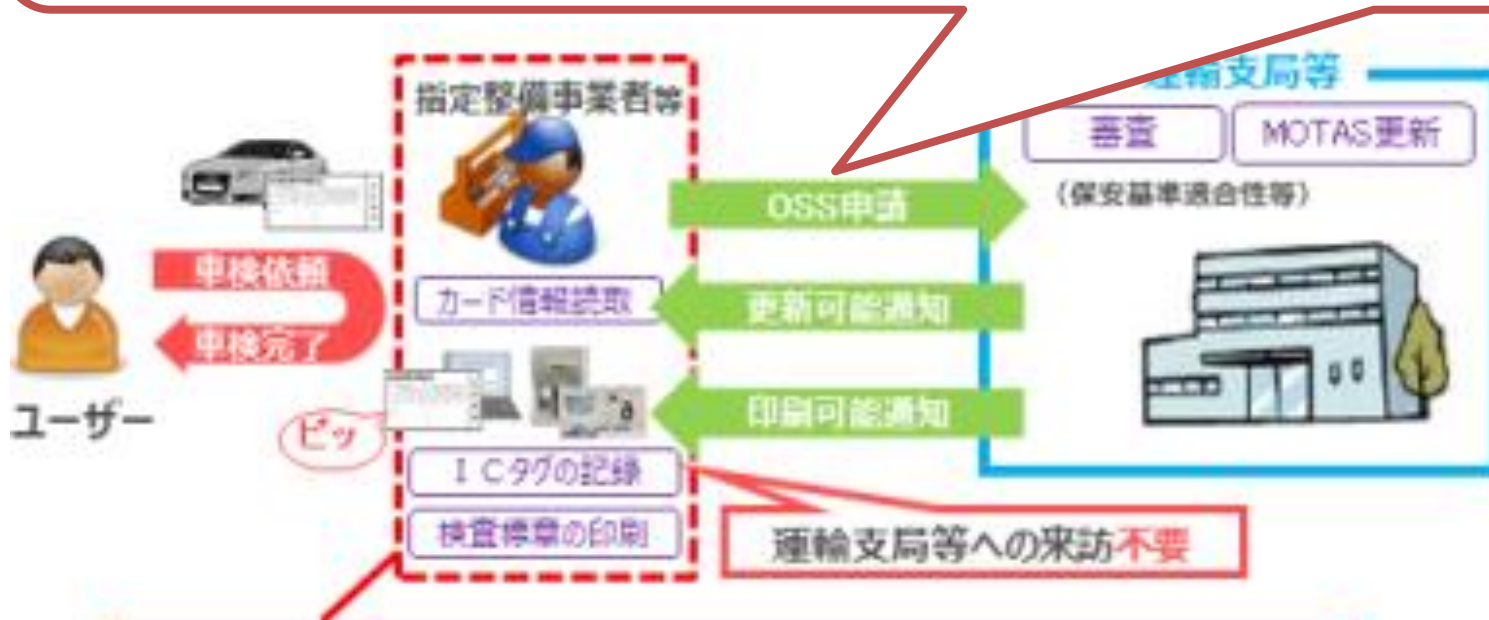 指定整備事業者等
運輸支局等
審査
MOTAS更新
(保安基準適合性等)
OSS申請
車検依頼
車検完了
カード情報読取
更新可能通知
印刷可能通知
ユーザー
ピッ
ICタグの記録
検査標章の印刷
運輸支局等への来訪不要